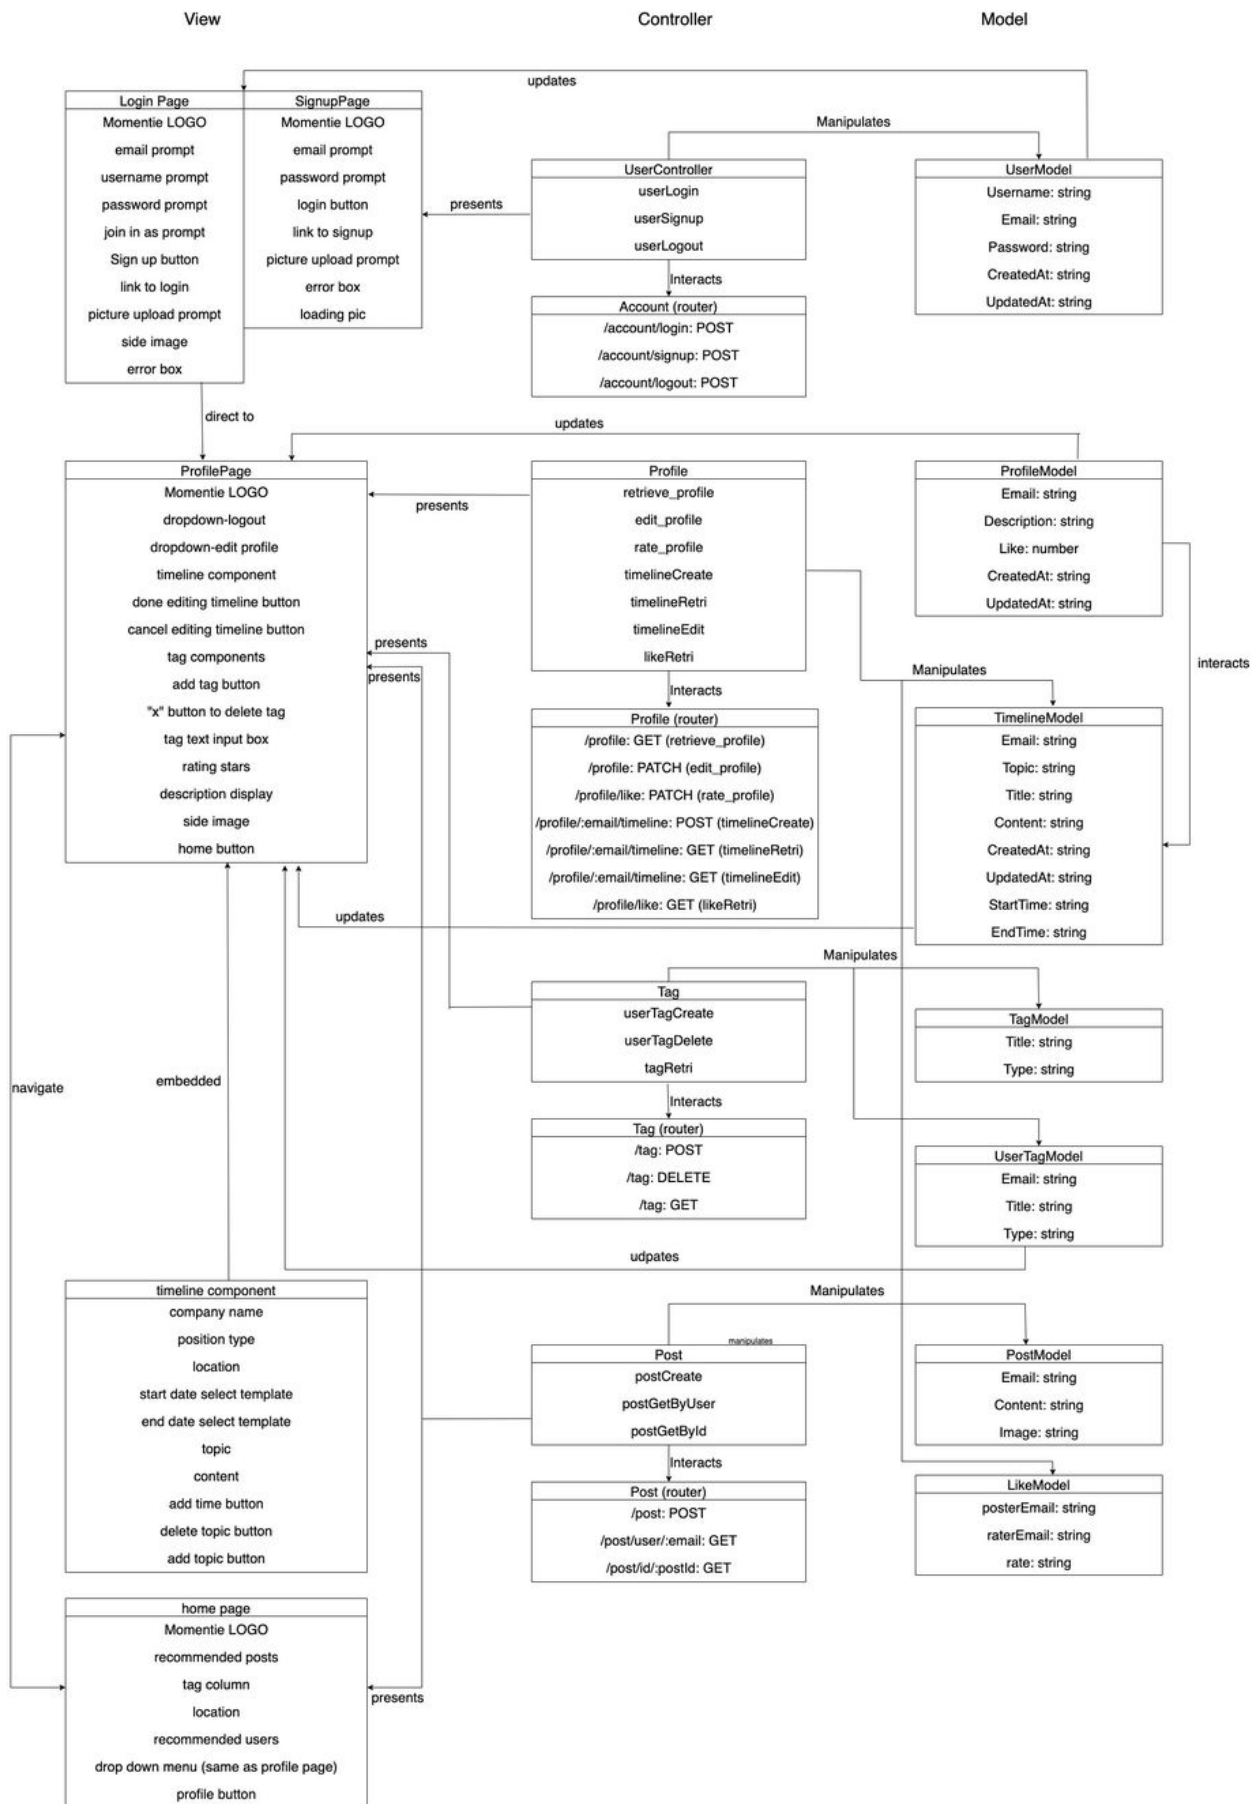 View
Controller
Model
updates
Login Page
Momentie LOGO
email prompt
username prompt
password prompt
join in as prompt
Sign up button
link to login
picture upload prompt
side image
error box
SignupPage
Momentie LOGO
email prompt
password prompt
login button
link to signup
picture upload prompt
error box
loading pic
presents
Manipulates
UserController
userLogin
userSignup
userLogout
Interacts
Account (router)
/account/login: POST
/account/signup: POST
/account/logout: POST
UserModel
Username: string
Email: string
Password: string
CreatedAt: string
UpdatedAt: string
direct to
updates
ProfilePage
Momentie LOGO
dropdown-logout
dropdown-edit profile
timeline component
done editing timeline button
cancel editing timeline button
tag components
add tag button
"x" button to delete tag
tag text input box
rating stars
description display
side image
home button
presents
presents
presents
Profile
retrieve_profile
edit_profile
rate_profile
timelineCreate
timelineRetri
timelineEdit
likeRetri
Interacts
Profile (router)
/profile: GET (retrieve_profile)
/profile: PATCH (edit_profile)
/profile/like: PATCH (rate_profile)
/profile/:email/timeline: POST (timelineCreate)
/profile/:email/timeline: GET (timelineRetri)
/profile/:email/timeline: GET (timelineEdit)
/profile/like: GET (likeRetri)
ProfileModel
Email: string
Description: string
Like: number
CreatedAt: string
UpdatedAt: string
interacts
Manipulates
TimelineModel
Email: string
Topic: string
Title: string
Content: string
CreatedAt: string
UpdatedAt: string
StartTime: string
EndTime: string
updates
Manipulates
Tag
userTagCreate
userTagDelete
tagRetri
Interacts
Tag (router)
/tag: POST
/tag: DELETE
/tag: GET
TagModel
Title: string
Type: string
UserTagModel
Email: string
Title: string
Type: string
navigate
embedded
udpates
timeline component
company name
position type
location
start date select template
end date select template
topic
content
add time button
delete topic button
add topic button
Manipulates
manipulates
Post
postCreate
postGetByUser
postGetById
Interacts
Post (router)
/post: POST
/post/user/:email: GET
/post/id/:postId: GET
PostModel
Email: string
Content: string
Image: string
LikeModel
posterEmail: string
raterEmail: string
rate: string
home page
Momentie LOGO
recommended posts
tag column
location
recommended users
drop down menu (same as profile page)
profile button
presents